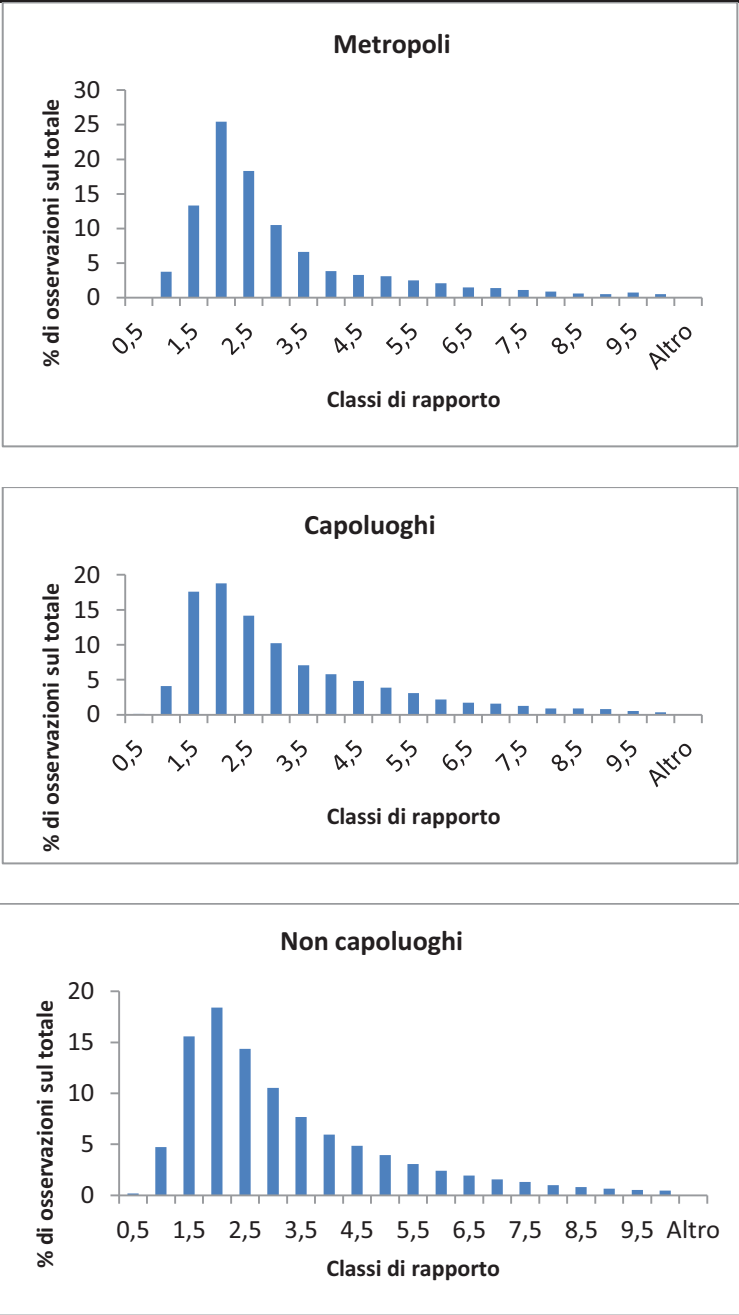 Metropoli
% di osservazioni sul totale
30
25
20
15
10
5
0
0,5 1,5 2,5 3,5 4,5 5,5 6,5 7,5 8,5 9,5 Altro
Classi di rapporto
Capoluoghi
% di osservazioni sul totale
20
15
10
5
0
0,5 1,5 2,5 3,5 4,5 5,5 6,5 7,5 8,5 9,5 Altro
Classi di rapporto
Non capoluoghi
% di osservazioni sul totale
20
15
10
5
0
0,5 1,5 2,5 3,5 4,5 5,5 6,5 7,5 8,5 9,5 Altro
Classi di rapporto